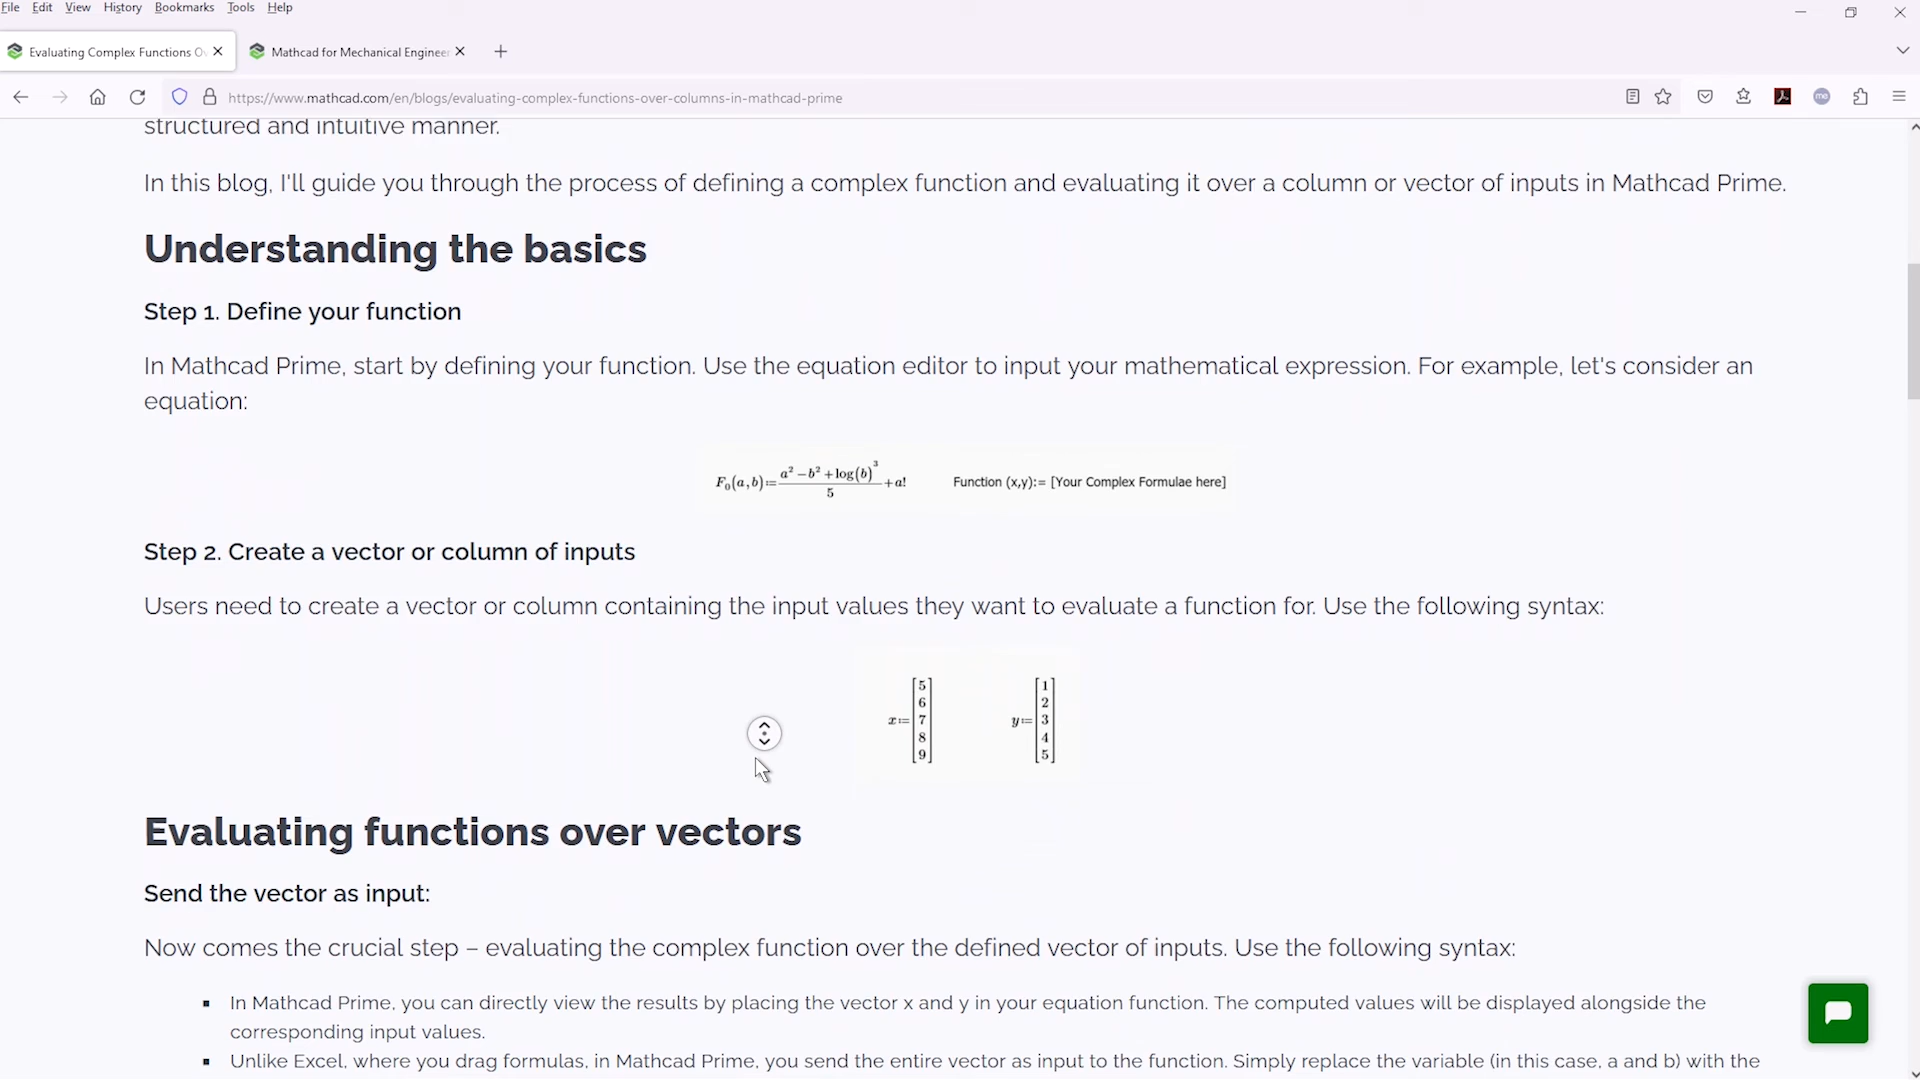 File Edit View History Bookmarks Tools Help
Evaluating Complex Functions O
Mathcad for Mechanical Enginee
https://www.mathcad.com/en/blogs/evaluating-complex-functions-over-columns-in-mathcad-prime
me
structured and intuitive manner.
In this blog, I'll guide you through the process of defining a complex function and evaluating it over a column or vector of inputs in Mathcad Prime.
Understanding the basics
Step 1. Define your function
In Mathcad Prime, start by defining your function. Use the equation editor to input your mathematical expression. For example, let's consider an
equation:
F₀(a,b):=(a²−b²+log(b)³)/5+a! Function (x,y):= [Your Complex Formulae here]
Step 2. Create a vector or column of inputs
Users need to create a vector or column containing the input values they want to evaluate a function for. Use the following syntax:
x:=[5 6 7 8 9] y:=[1 2 3 4 5]
Evaluating functions over vectors
Send the vector as input:
Now comes the crucial step – evaluating the complex function over the defined vector of inputs. Use the following syntax:
▪ In Mathcad Prime, you can directly view the results by placing the vector x and y in your equation function. The computed values will be displayed alongside the
corresponding input values.
▪ Unlike Excel, where you drag formulas, in Mathcad Prime, you send the entire vector as input to the function. Simply replace the variable (in this case, a and b) with the